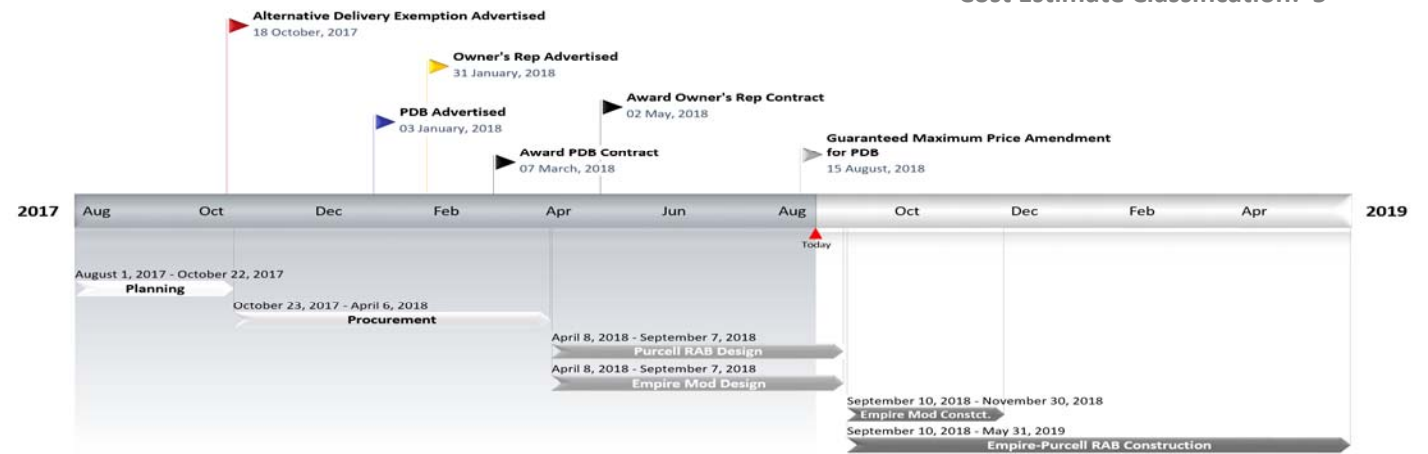 Cost Estimate Classification:
Alternative Delivery Exemption Advertised
18 October, 2017
Owner's Rep Advertised
31 January, 2018
PDB Advertised
03 January, 2018
Award Owner's Rep Contract
02 May, 2018
Award PDB Contract
07 March, 2018
Guaranteed Maximum Price Amendment
for PDB
15 August, 2018
2017 Aug Oct Dec Feb Apr Jun Aug Oct Dec Feb Apr 2019
Today
August 1, 2017 - October 22, 2017
Planning
October 23, 2017 - April 6, 2018
Procurement
April 8, 2018 - September 7, 2018
Purcell RAB Design
April 8, 2018 - September 7, 2018
Empire Mod Design
September 10, 2018 - November 30, 2018
Empire Mod Constct.
September 10, 2018 - May 31, 2019
Empire-Purcell RAB Construction